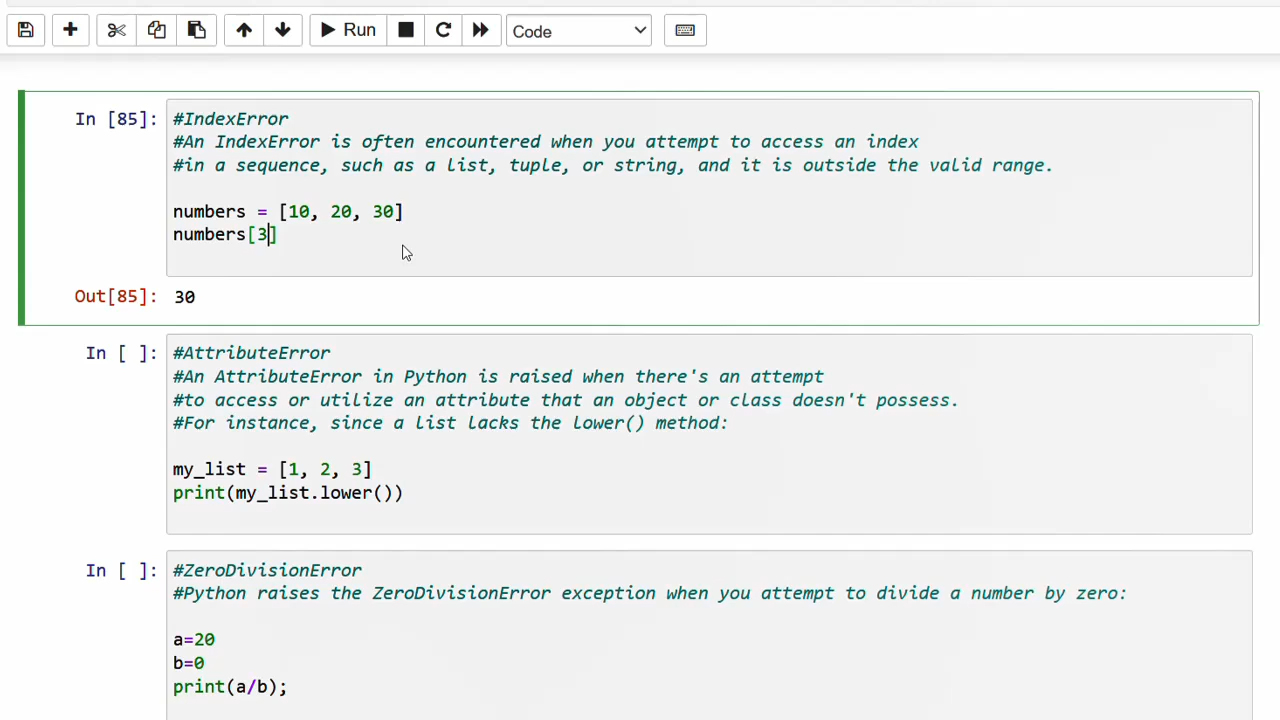 Run
Code
In [85]:
#IndexError
#An IndexError is often encountered when you attempt to access an index
#in a sequence, such as a list, tuple, or string, and it is outside the valid range.
numbers = [10, 20, 30]
numbers[3]
Out[85]: 30
In [ ]:
#AttributeError
#An AttributeError in Python is raised when there's an attempt
#to access or utilize an attribute that an object or class doesn't possess.
#For instance, since a list lacks the lower() method:
my_list = [1, 2, 3]
print(my_list.lower())
In [ ]:
#ZeroDivisionError
#Python raises the ZeroDivisionError exception when you attempt to divide a number by zero:
a=20
b=0
print(a/b);